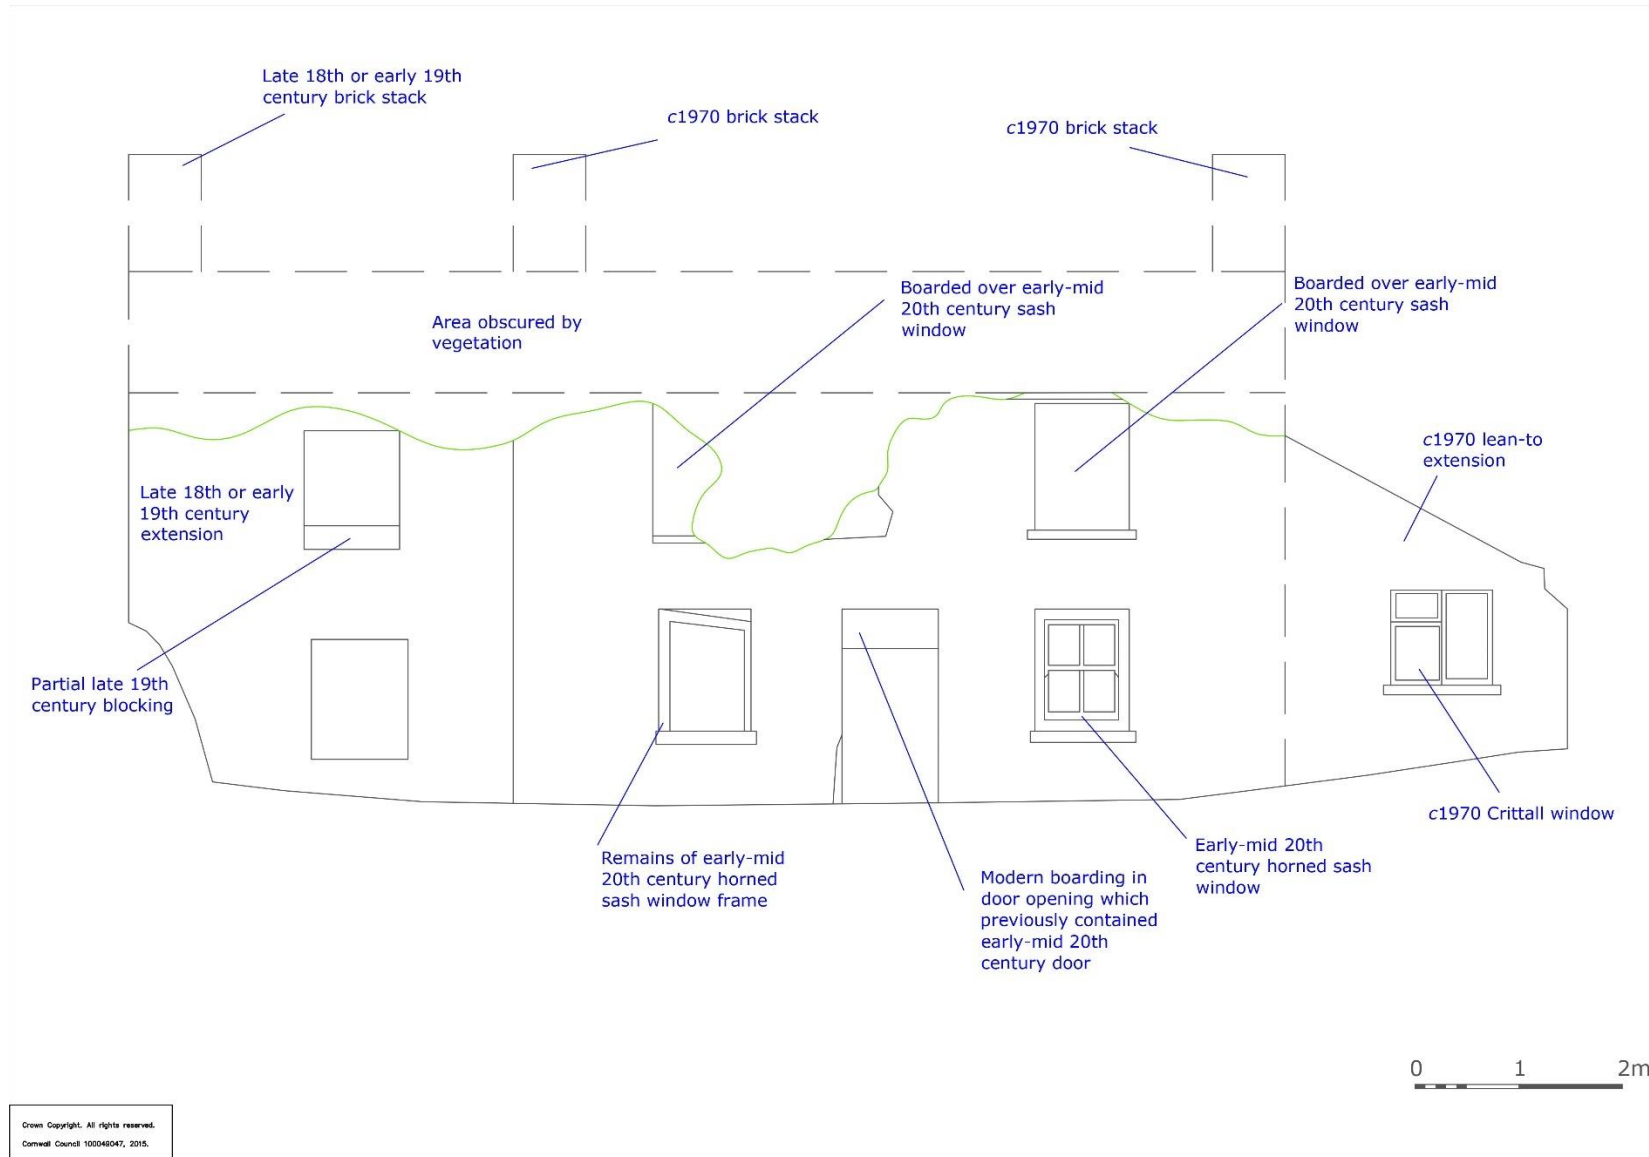 Late 18th or early 19th
century brick stack
c1970 brick stack
c1970 brick stack
Boarded over early-mid
20th century sash
window
Boarded over early-mid
20th century sash
window
Area obscured by
vegetation
c1970 lean-to
extension
Late 18th or early
19th century
extension
Partial late 19th
century blocking
Remains of early-mid
20th century horned
sash window frame
Modern boarding in
door opening which
previously contained
early-mid 20th
century door
Early-mid 20th
century horned sash
window
c1970 Crittall window
0 1 2m
Crown Copyright. All rights reserved.
Cornwall Council 100049047, 2015.